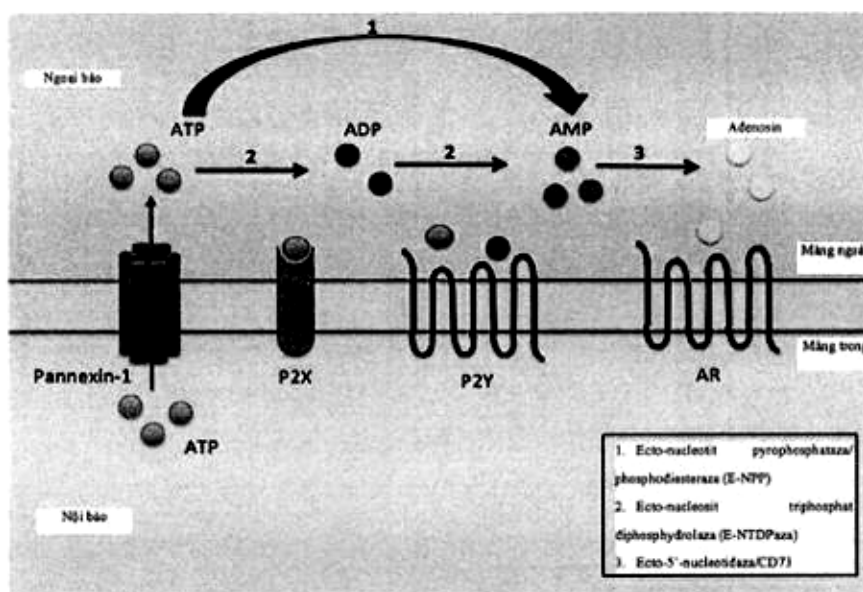 1
Ngoại bào
ATP
ADP
AMP
Adenosin
2
2
3
Màng ngoà
Màng trong
Pannexin-1
P2X
P2Y
AR
ATP
Nội bào
1. Ecto-nucleotit pyrophosphataza/
phosphodiesteraza (E-NPP)
2. Ecto-nucleosit triphosphat
diphosphydrolaza (E-NTDPaza)
3. Ecto-5'-nucleotidaza/CD73